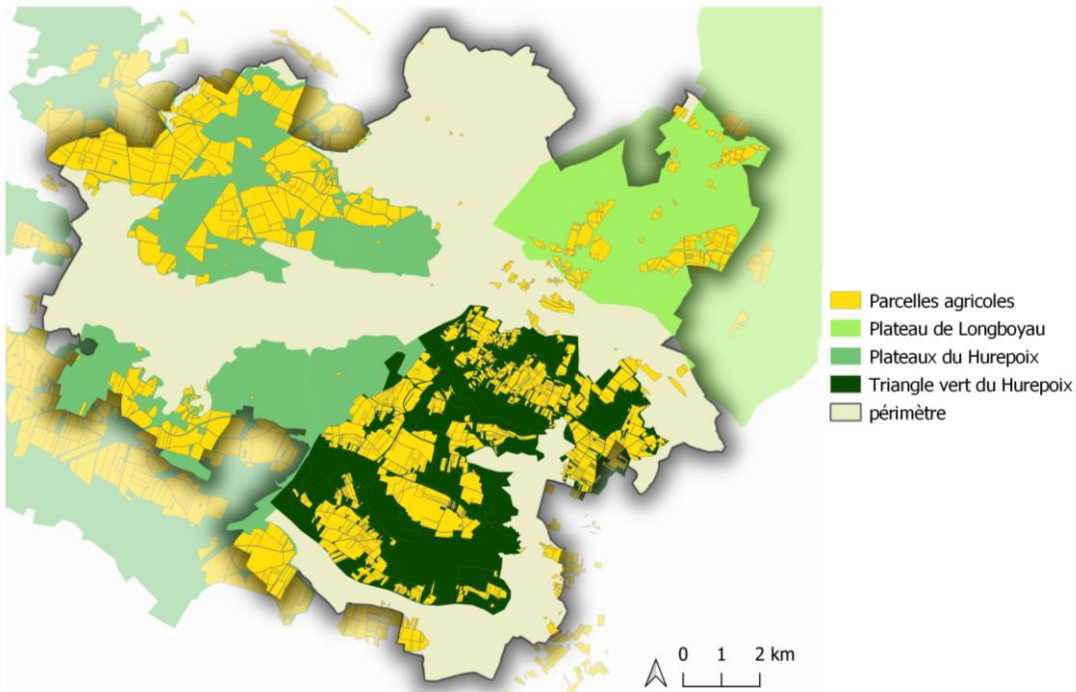 Parcelles agricoles
Plateau de Longboyau
Plateaux du Hurepoix
Triangle vert du Hurepoix
périmètre
0 1 2 km